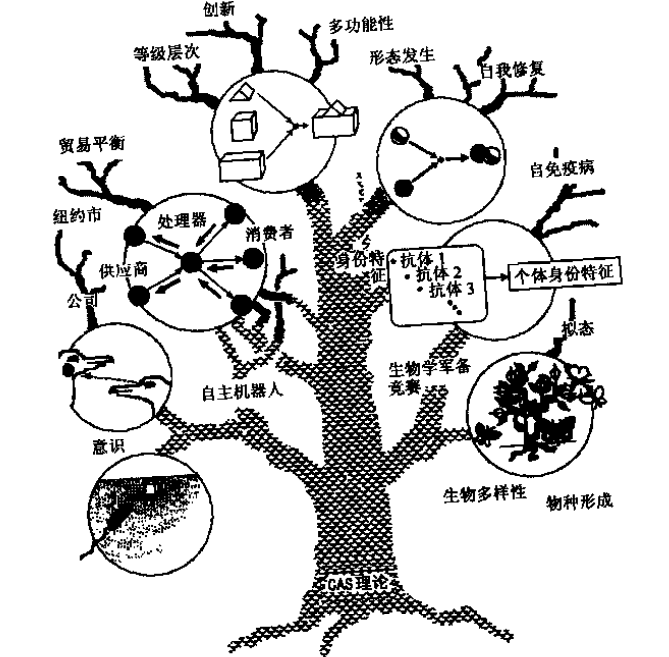 创新
多功能性
等级层次
形态发生
自我修复
贸易平衡
自免疫病
纽约市
处理器
消费者
身份特
征
抗体 1
抗体 2
抗体 3
个体身份特征
供应商
公司
拟态
生物学军备
竞赛
自主机器人
意识
生物多样性
物种形成
CAS 理论